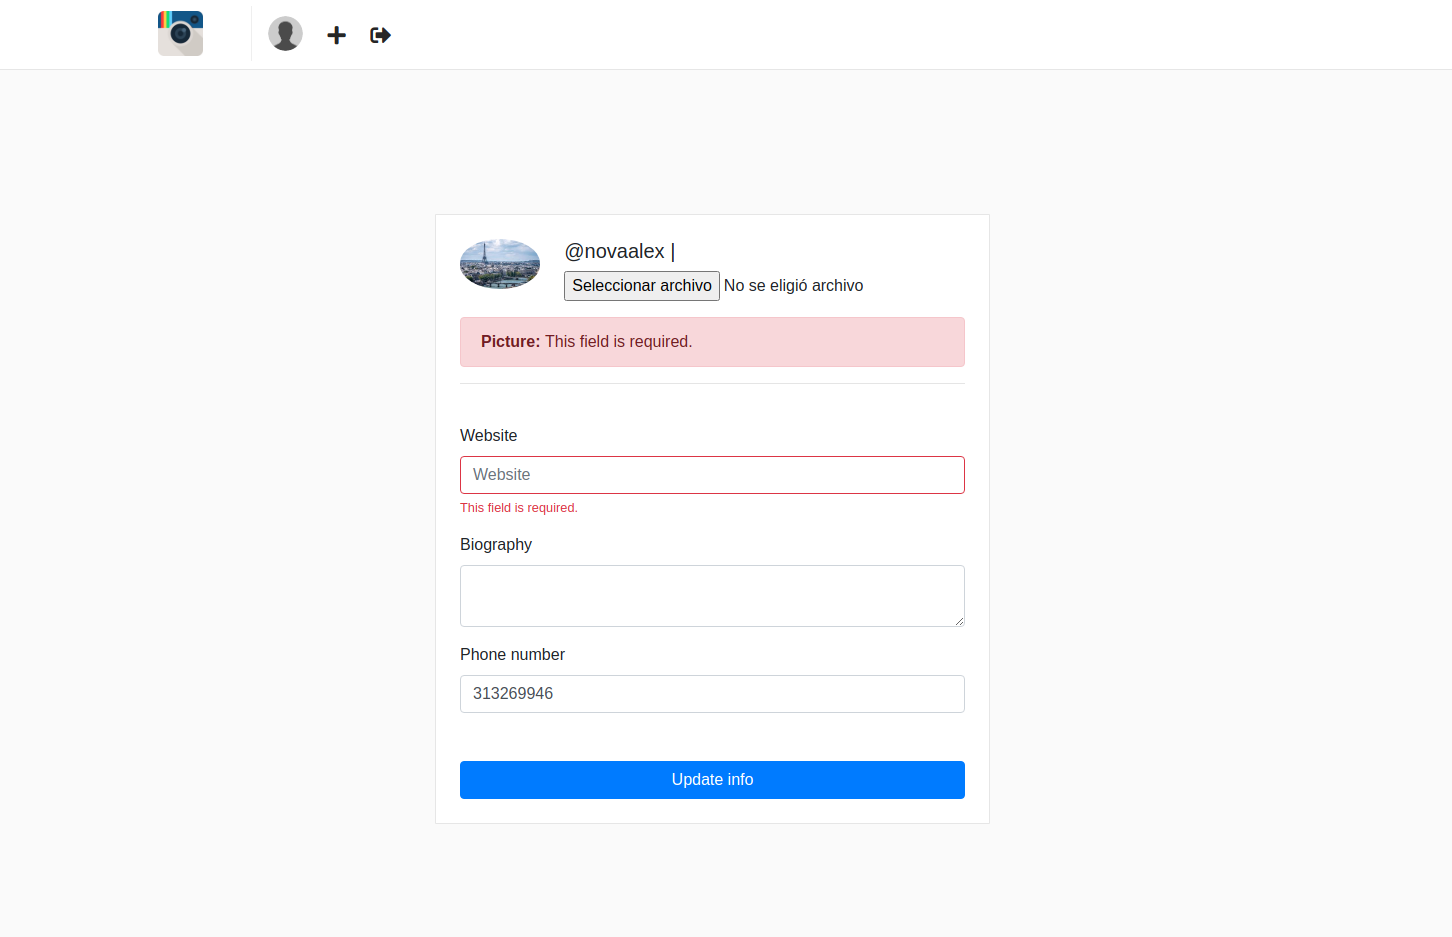 @novaalex |
Seleccionar archivo No se eligió archivo
Picture: This field is required.
Website
Website
This field is required.
Biography
Phone number
313269946
Update info